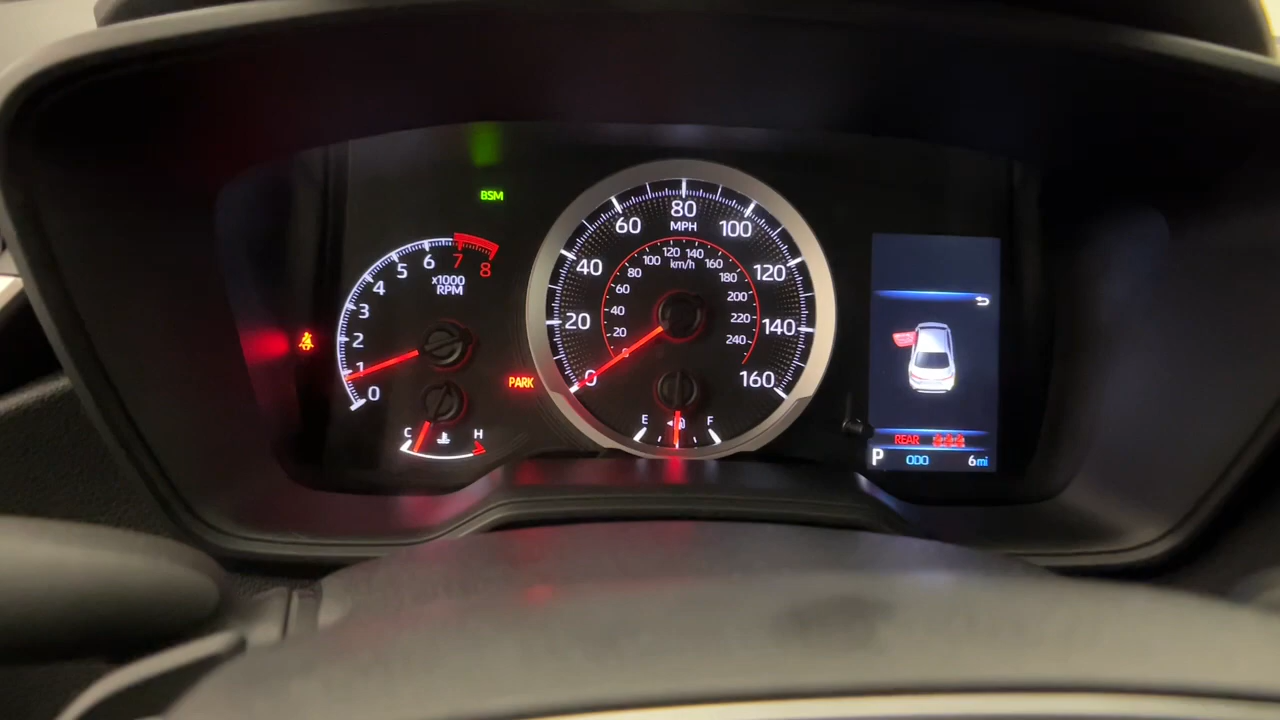 BSM
0 1 2 3 4 5 6 7 8
x1000
RPM
C H
PARK
0 20 40 60 80 100 120 140 160
MPH
0 20 40 60 80 100 120 140 160 180 200 220 240
km/h
E F
REAR
P ODO 6mi